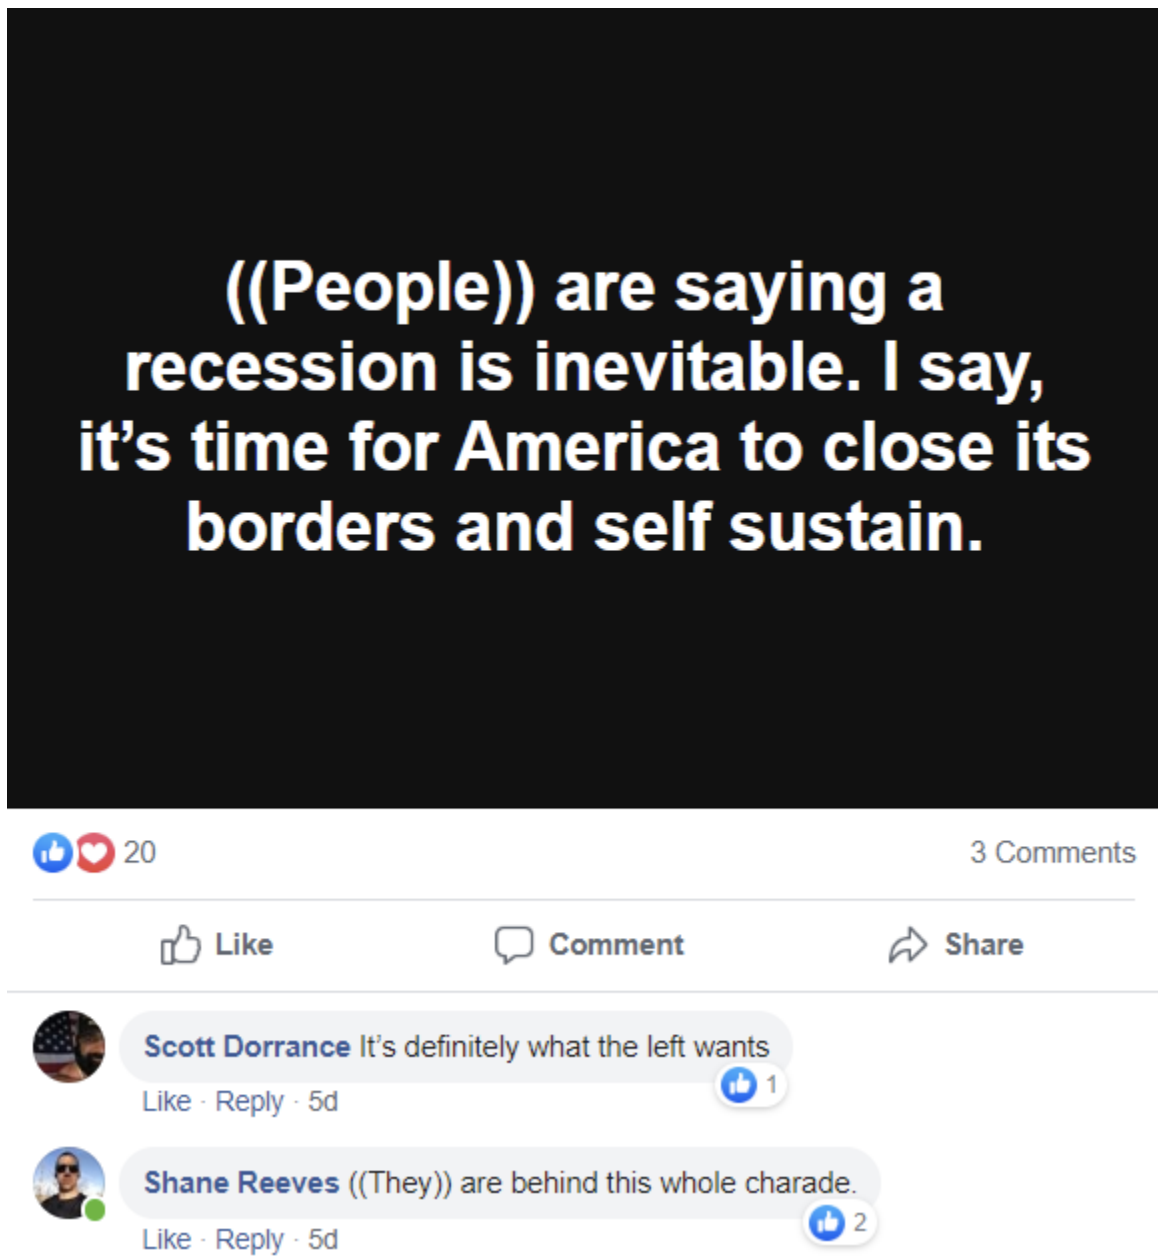 ((People)) are saying a
recession is inevitable. I say,
it’s time for America to close its
borders and self sustain.
20
3 Comments
Like
Comment
Share
Scott Dorrance It’s definitely what the left wants
1
Like · Reply · 5d
Shane Reeves ((They)) are behind this whole charade.
2
Like · Reply · 5d